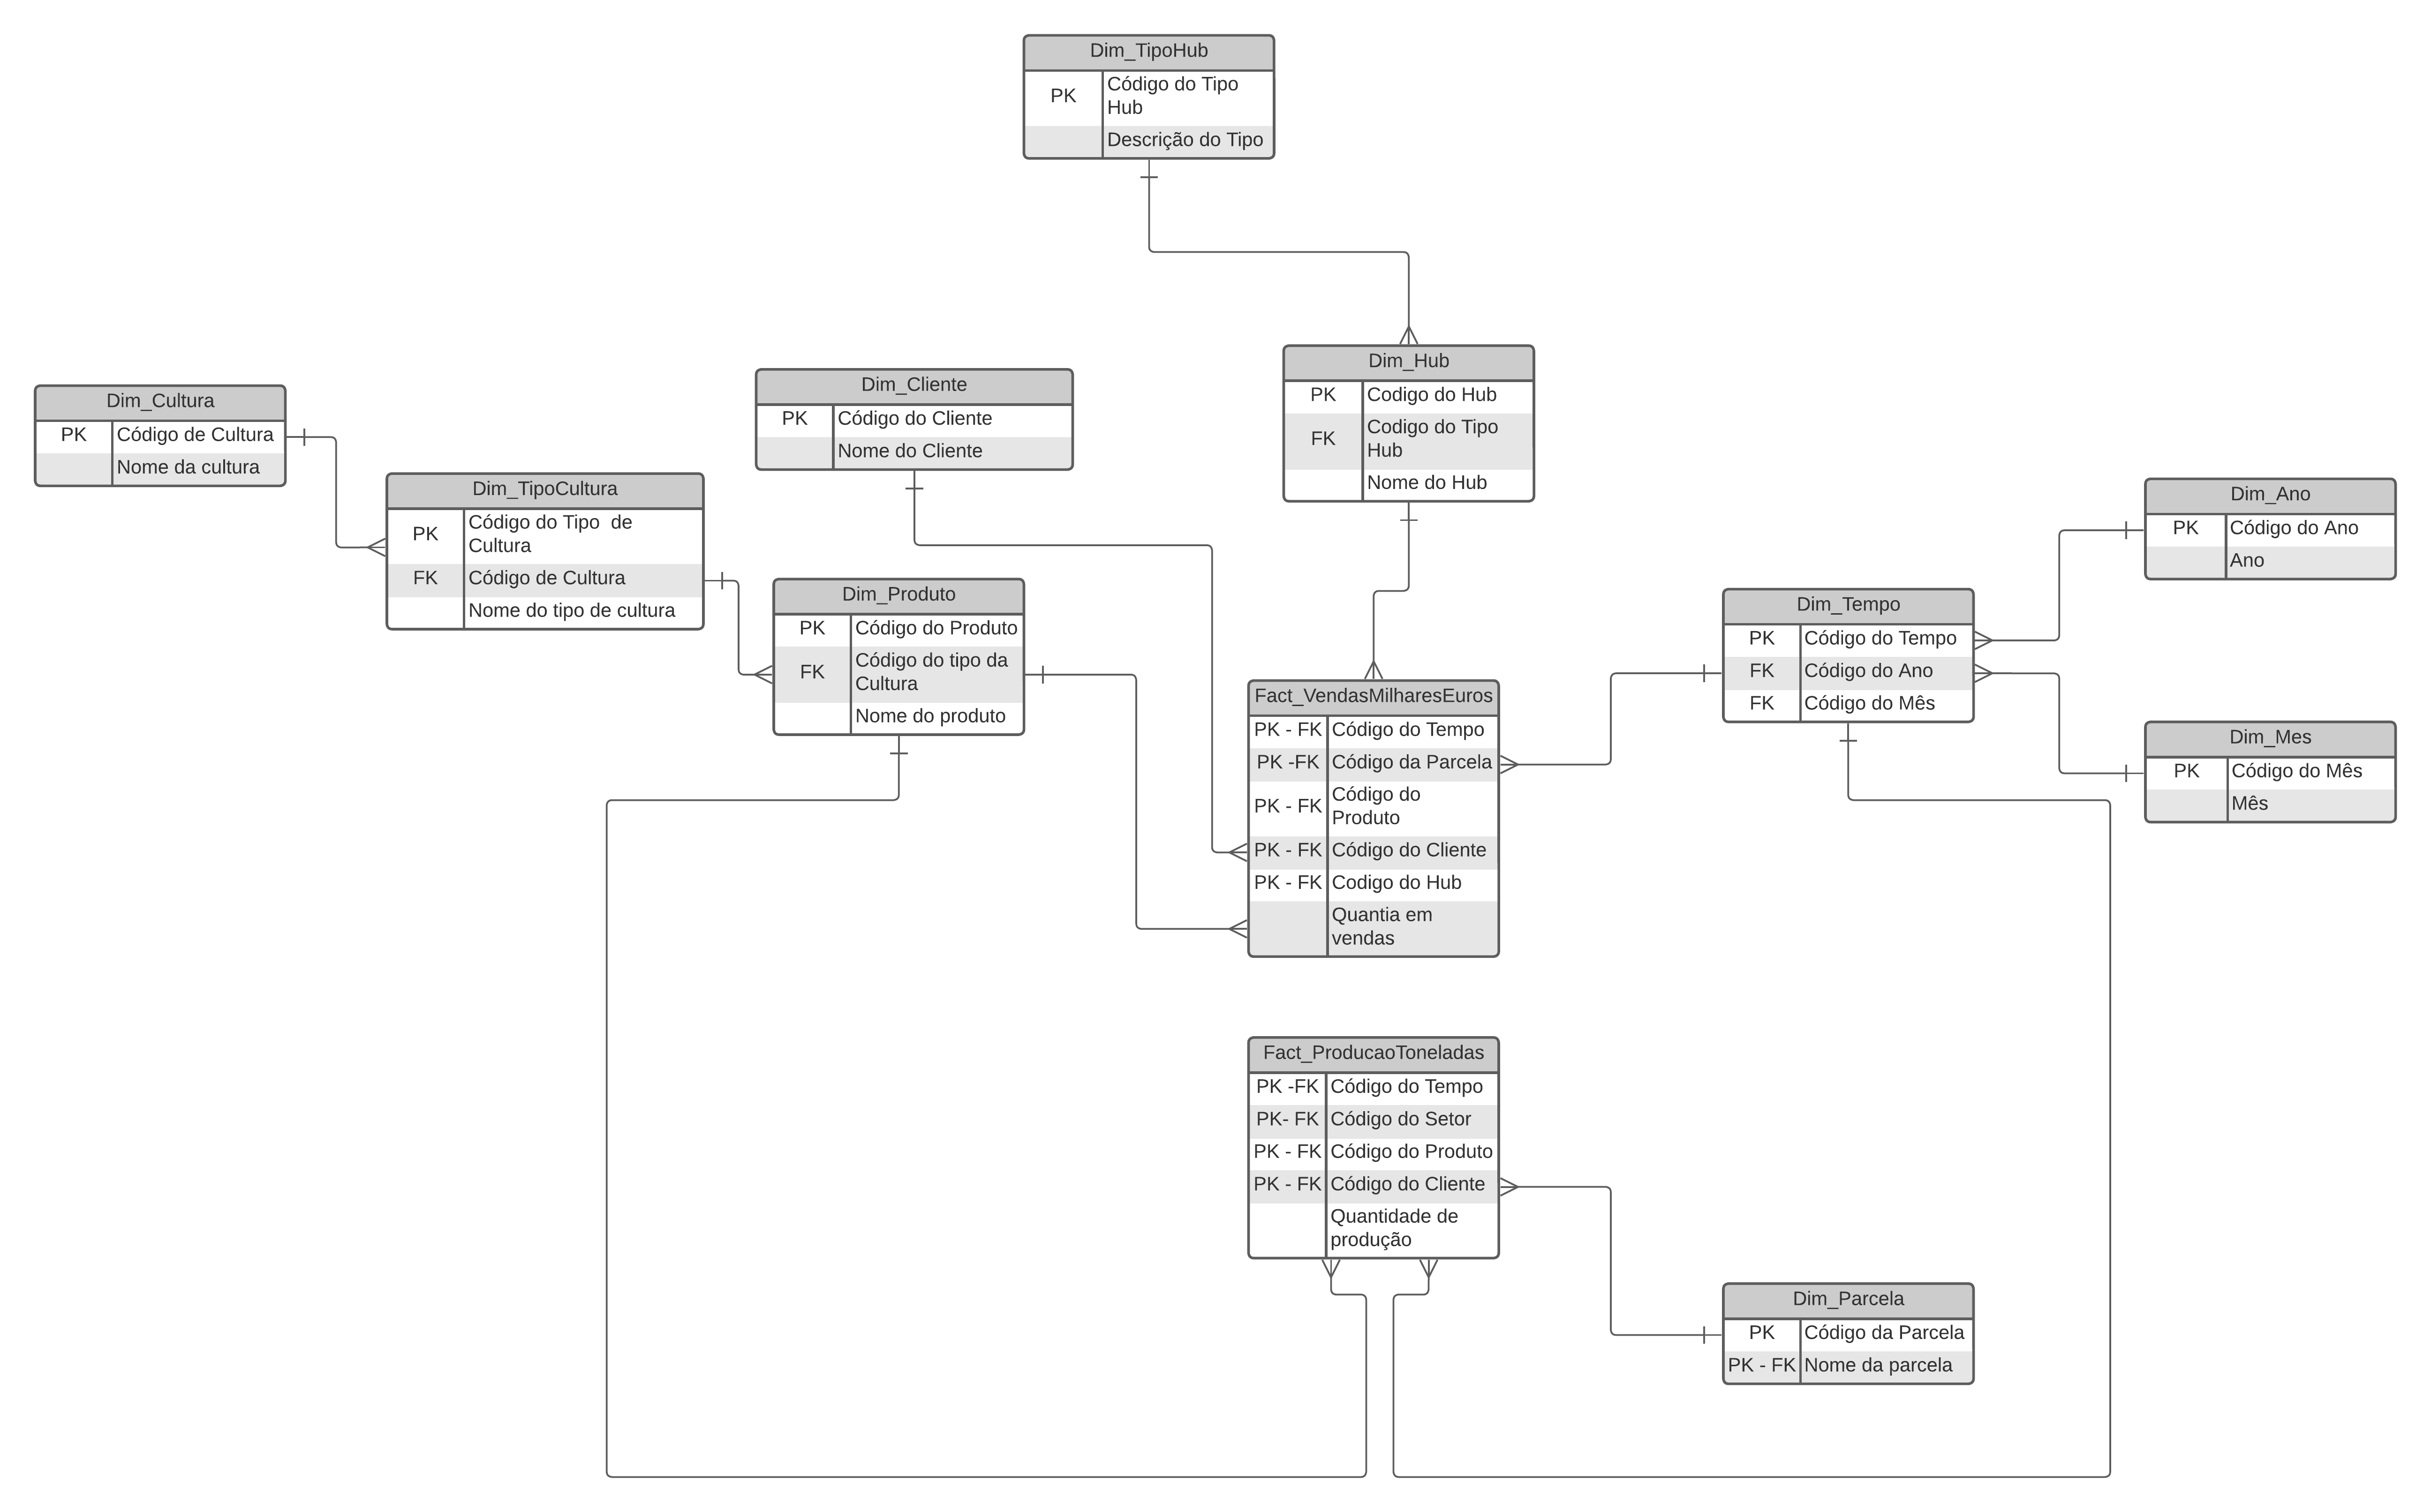 Dim_TipoHub
PK
Código do Tipo
Hub
Descrição do Tipo
Dim_Hub
PK
Codigo do Hub
FK
Codigo do Tipo
Hub
Nome do Hub
Dim_Cliente
PK
Código do Cliente
Nome do Cliente
Dim_Cultura
PK
Código de Cultura
Nome da cultura
Dim_TipoCultura
PK
Código do Tipo  de
Cultura
FK
Código de Cultura
Nome do tipo de cultura
Dim_Produto
PK
Código do Produto
FK
Código do tipo da
Cultura
Nome do produto
Dim_Ano
PK
Código do Ano
Ano
Dim_Tempo
PK
Código do Tempo
FK
Código do Ano
FK
Código do Mês
Dim_Mes
PK
Código do Mês
Mês
Fact_VendasMilharesEuros
PK - FK
Código do Tempo
PK -FK
Código da Parcela
PK - FK
Código do
Produto
PK - FK
Código do Cliente
PK - FK
Codigo do Hub
Quantia em
vendas
Fact_ProducaoToneladas
PK -FK
Código do Tempo
PK- FK
Código do Setor
PK - FK
Código do Produto
PK - FK
Código do Cliente
Quantidade de
produção
Dim_Parcela
PK
Código da Parcela
PK - FK
Nome da parcela